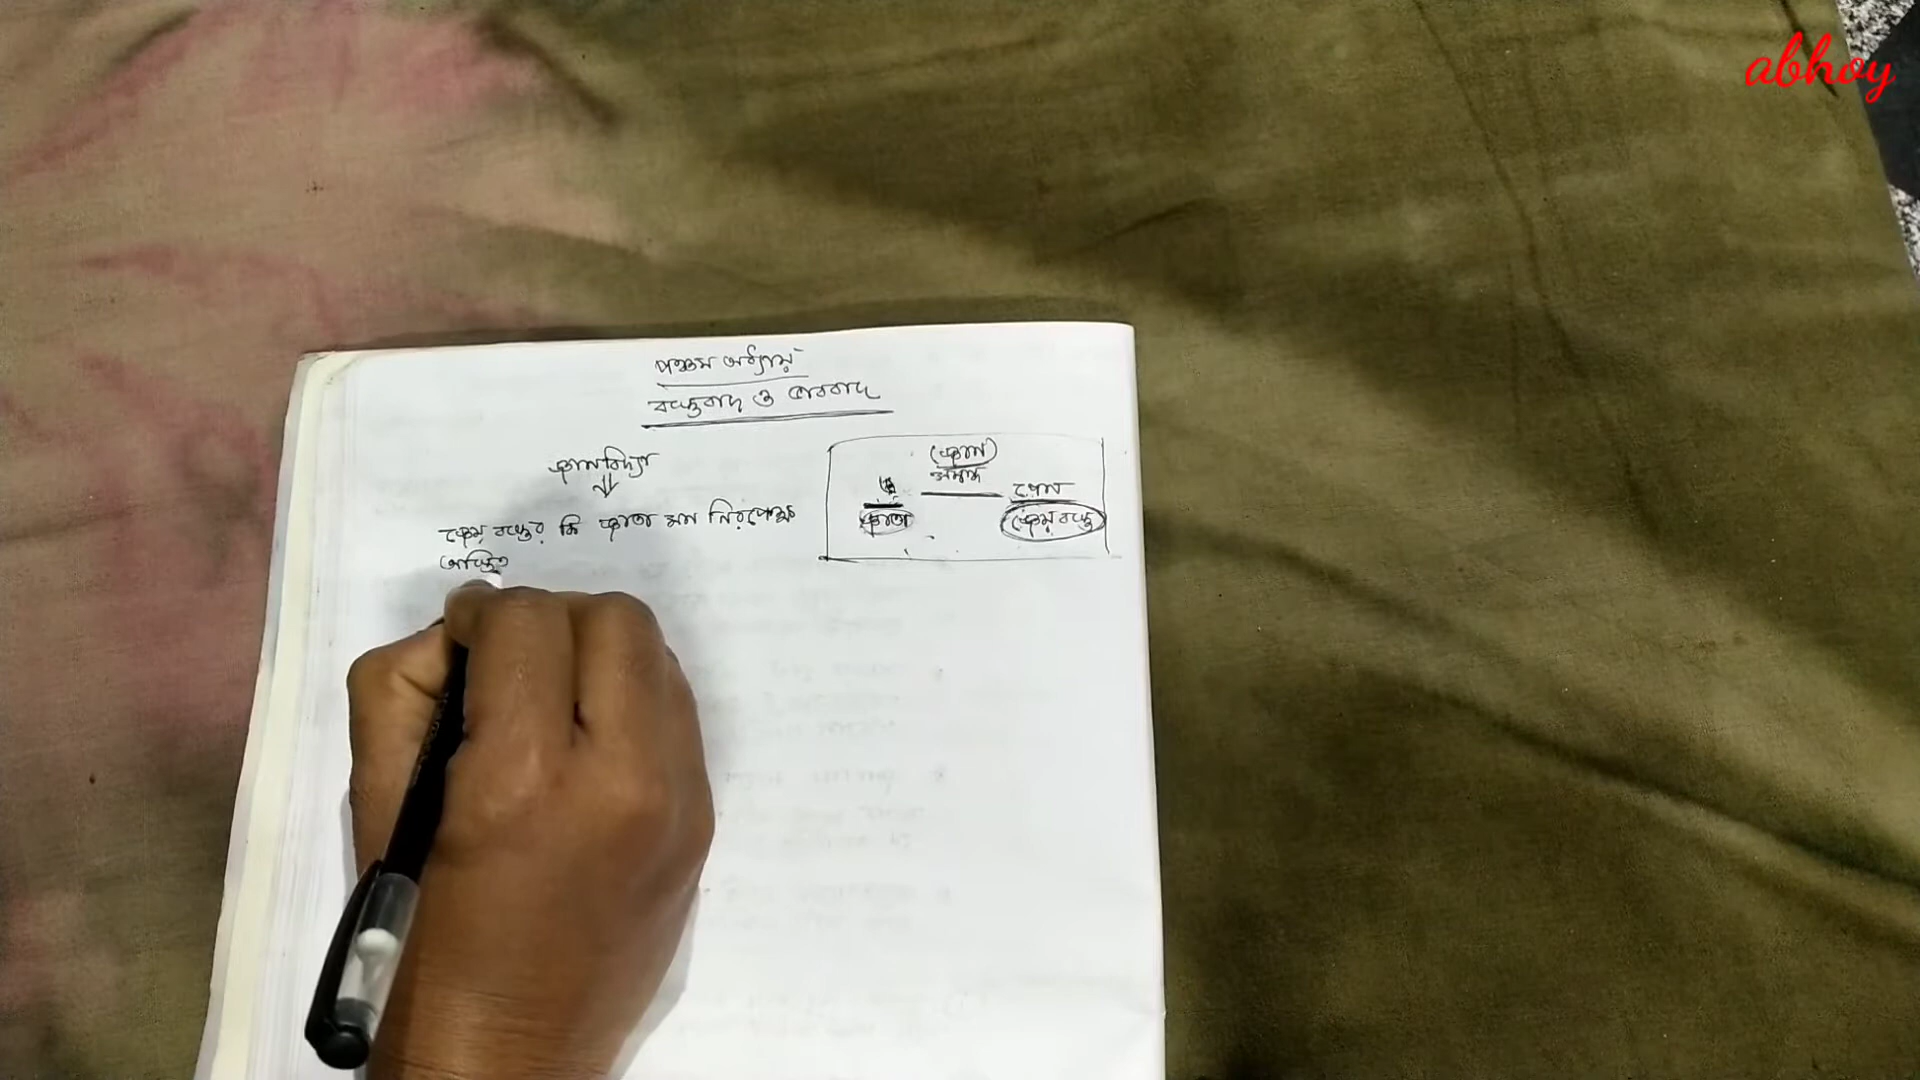 abhoy
পঞ্চম অধ্যায়
বস্তুবাদ ও ভাববাদ
জ্ঞানবিদ্যা
জ্ঞেয় বস্তুর কি জ্ঞাতা মন নিরপেক্ষ
অস্তিত্ব
(জ্ঞান)
সম্বন্ধ
পেন
জ্ঞাতা
জ্ঞেয় বস্তু